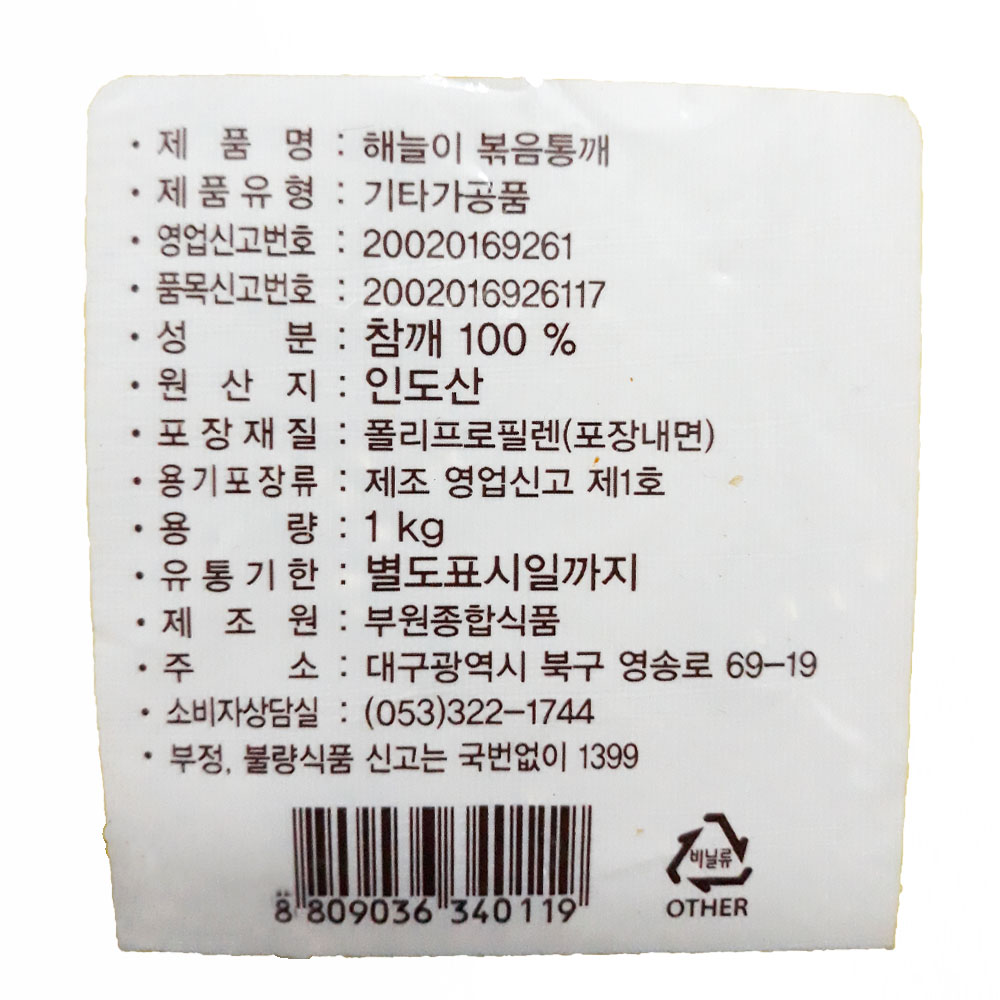 · 제 품 명 : 해늘이 볶음통깨
· 제품유형 : 기타가공품
· 영업신고번호 : 20020169261
· 품목신고번호 : 2002016926117
· 성 분 : 참깨 100 %
· 원 산 지 : 인도산
· 포장재질 : 폴리프로필렌(포장내면)
· 용기포장류 : 제조 영업신고 제1호
· 용 량 : 1 kg
· 유통기한 : 별도표시일까지
· 제 조 원 : 부원종합식품
· 주 소 : 대구광역시 북구 영송로 69-19
· 소비자상담실 : (053)322-1744
· 부정, 불량식품 신고는 국번없이 1399
비닐류
OTHER
8 809036 340119